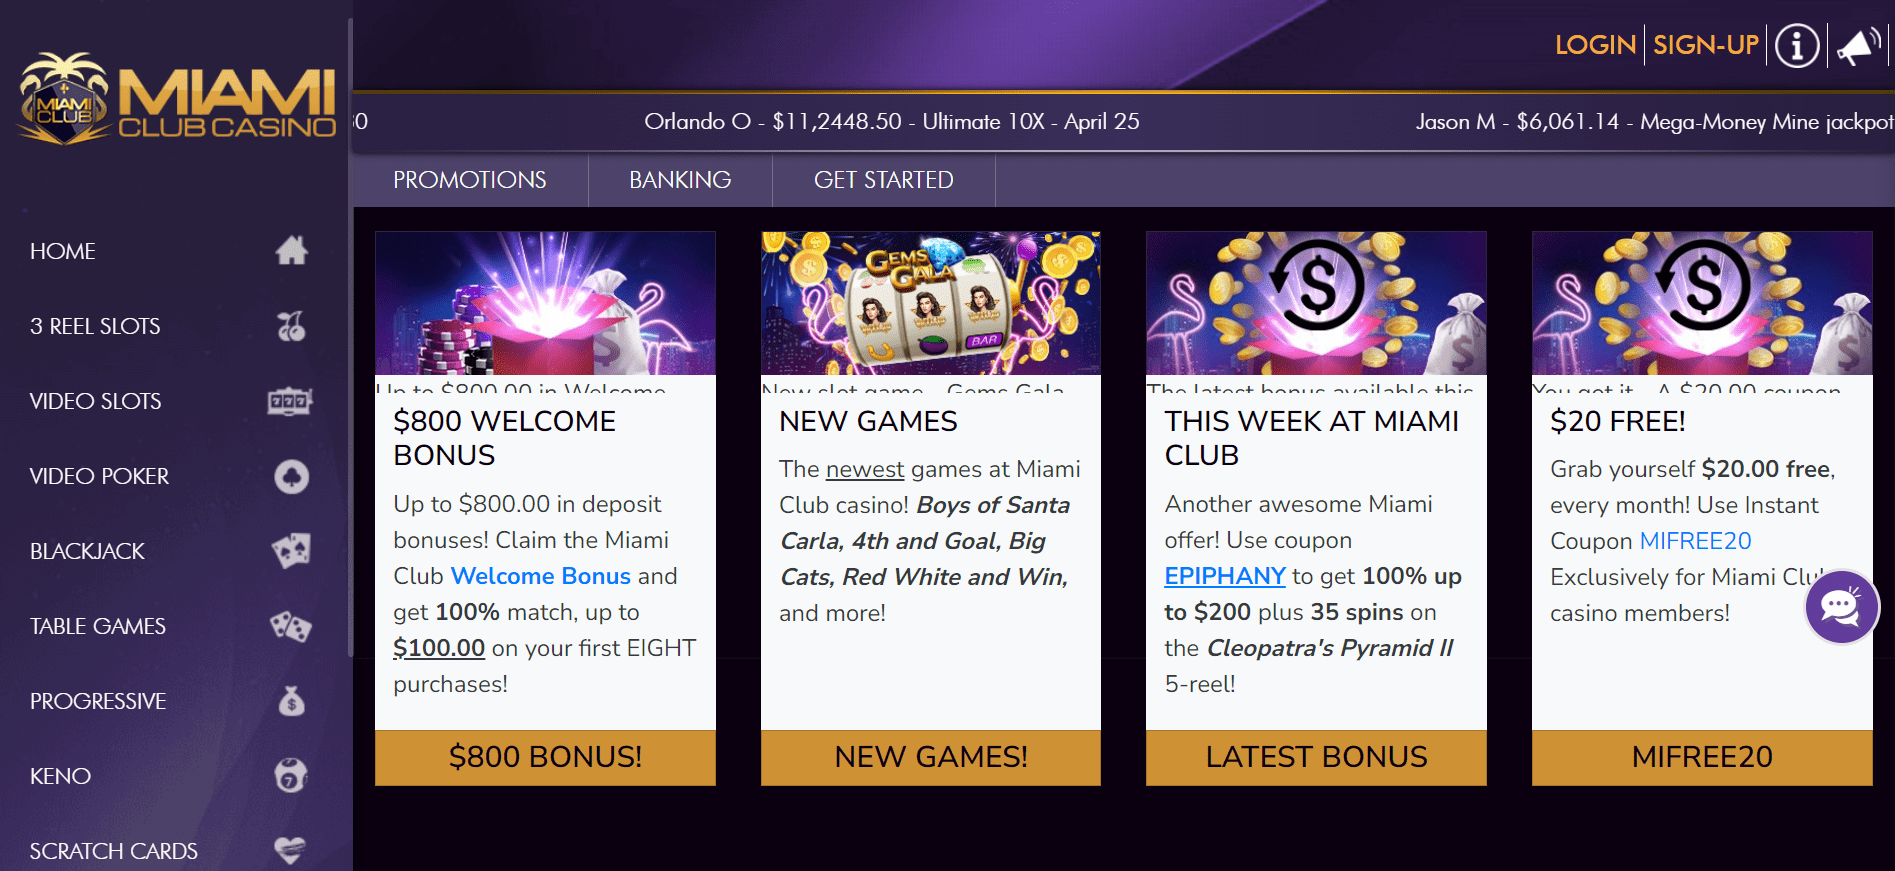 LOGIN SIGN-UP
MIAMI
CLUB
MIAMI
CLUB CASINO
Orlando O - $11,2448.50 - Ultimate 10X - April 25
Jason M - $6,061.14 - Mega-Money Mine jackpot
PROMOTIONS
BANKING
GET STARTED
HOME
3 REEL SLOTS
VIDEO SLOTS
VIDEO POKER
BLACKJACK
TABLE GAMES
PROGRESSIVE
KENO
SCRATCH CARDS
Up to $800.00 in Welcome
$800 WELCOME
BONUS
Up to $800.00 in deposit
bonuses! Claim the Miami
Club Welcome Bonus and
get 100% match, up to
$100.00 on your first EIGHT
purchases!
$800 BONUS!
GEMS
GALA
BAR
New slot game - Gems Gala
NEW GAMES
The newest games at Miami
Club casino! Boys of Santa
Carla, 4th and Goal, Big
Cats, Red White and Win,
and more!
NEW GAMES!
The latest bonus available this
THIS WEEK AT MIAMI
CLUB
Another awesome Miami
offer! Use coupon
EPIPHANY to get 100% up
to $200 plus 35 spins on
the Cleopatra's Pyramid II
5-reel!
LATEST BONUS
You got it - A $20.00 coupon
$20 FREE!
Grab yourself $20.00 free,
every month! Use Instant
Coupon MIFREE20
Exclusively for Miami Club
casino members!
MIFREE20